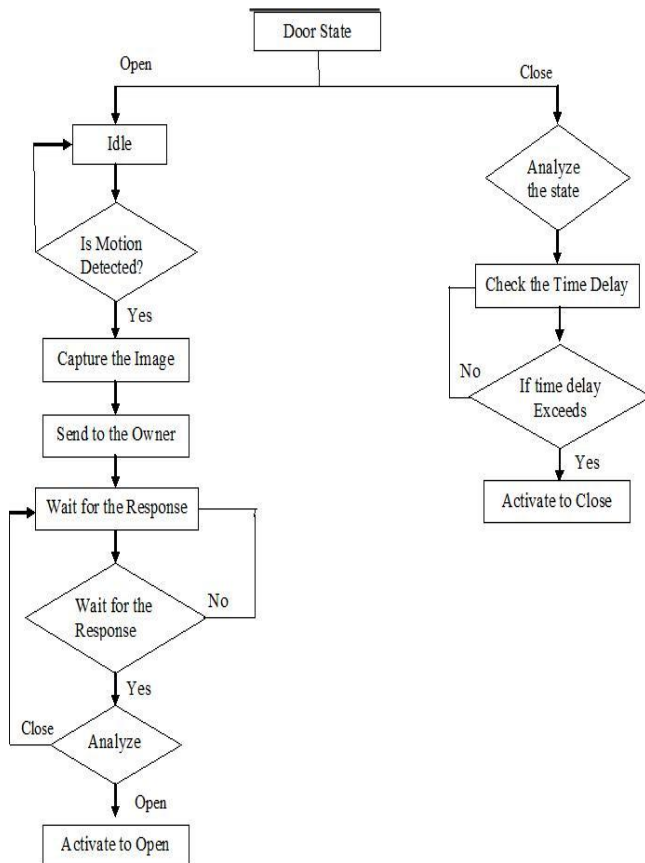 Door State
Open
Close
Idle
Analyze
the state
Is Motion
Detected?
Check the Time Delay
Yes
Capture the Image
No
If time delay
Exceeds
Send to the Owner
Yes
Wait for the Response
Activate to Close
Wait for the
Response
No
Yes
Close
Analyze
Open
Activate to Open